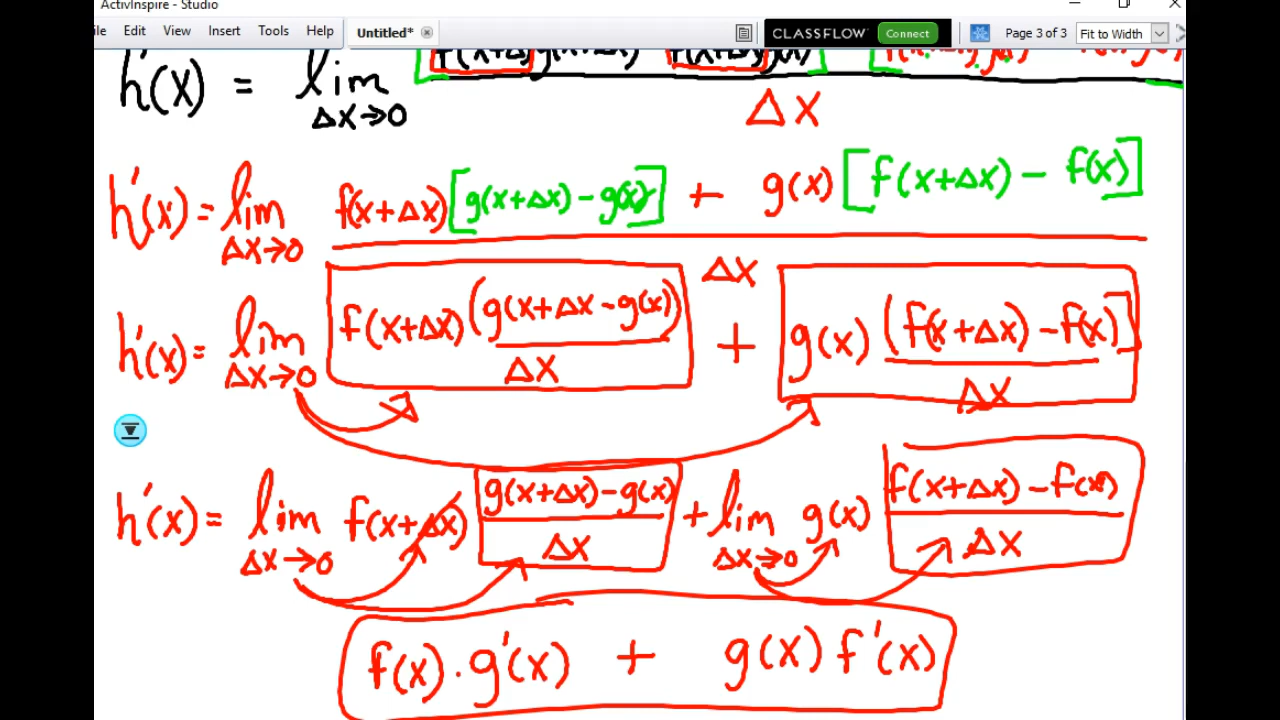 ActivInspire - Studio
ile Edit View Insert Tools Help Untitled* CLASSFLOW Connect Page 3 of 3 Fit to Width
h'(x) = lim Δx→0
Δx
h'(x) = lim Δx→0 f(x+Δx)[g(x+Δx)-g(x)] + g(x)[f(x+Δx)-f(x)]
Δx
h'(x) = lim Δx→0 f(x+Δx)(g(x+Δx-g(x)) / Δx + g(x)(f(x+Δx)-f(x)] / Δx
h'(x) = lim Δx→0 f(x+Δx) g(x+Δx)-g(x) / Δx + lim Δx→0 g(x) f(x+Δx)-f(x) / Δx
f(x)·g'(x) + g(x) f'(x)